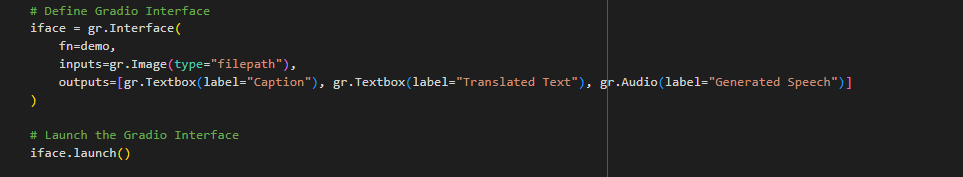 # Define Gradio Interface
iface = gr.Interface(
    fn=demo,
    inputs=gr.Image(type="filepath"),
    outputs=[gr.Textbox(label="Caption"), gr.Textbox(label="Translated Text"), gr.Audio(label="Generated Speech")]
)

# Launch the Gradio Interface
iface.launch()